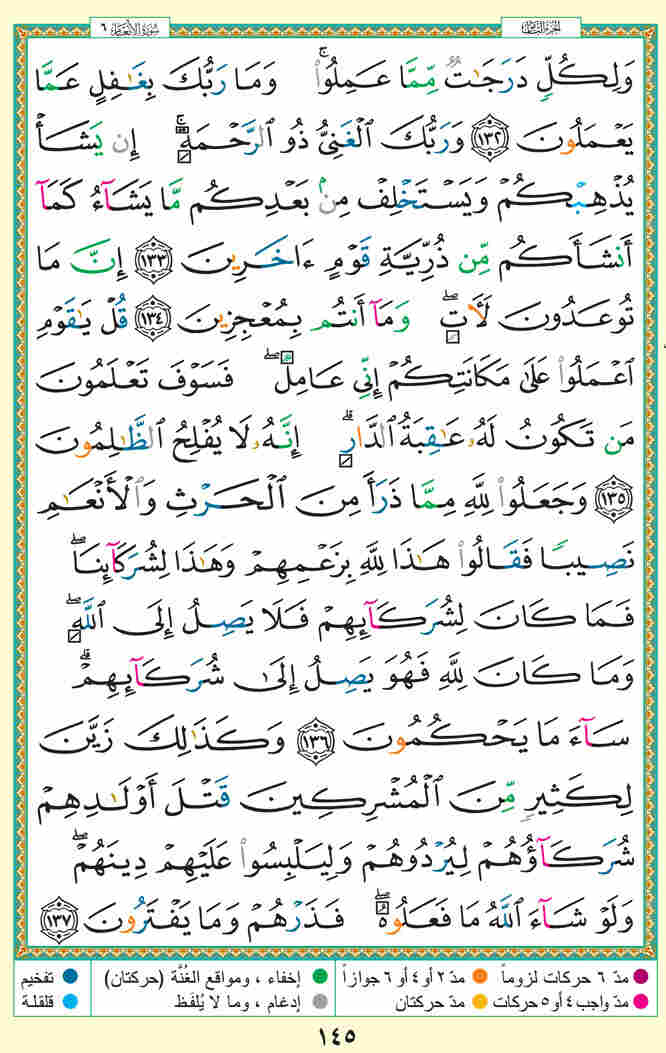 الجزء الثامن
سورة الأنعام ٦
وَلِكُلٍّ دَرَجَٰتٌ مِّمَّا عَمِلُوا۟ ۚ وَمَا رَبُّكَ بِغَٰفِلٍ عَمَّا
يَعْمَلُونَ ١٣٢ وَرَبُّكَ ٱلْغَنِىُّ ذُو ٱلرَّحْمَةِ ۚ إِن يَشَأْ
يُذْهِبْكُمْ وَيَسْتَخْلِفْ مِنۢ بَعْدِكُم مَّا يَشَآءُ كَمَآ
أَنشَأَكُم مِّن ذُرِّيَّةِ قَوْمٍ ءَاخَرِينَ ١٣٣ إِنَّ مَا
تُوعَدُونَ لَأٓتٍ ۖ وَمَآ أَنتُم بِمُعْجِزِينَ ١٣٤ قُلْ يَٰقَوْمِ
ٱعْمَلُوا۟ عَلَىٰ مَكَانَتِكُمْ إِنِّى عَامِلٌ ۖ فَسَوْفَ تَعْلَمُونَ
مَن تَكُونُ لَهُۥ عَٰقِبَةُ ٱلدَّارِ ۗ إِنَّهُۥ لَا يُفْلِحُ ٱلظَّٰلِمُونَ
١٣٥ وَجَعَلُوا۟ لِلَّهِ مِمَّا ذَرَأَ مِنَ ٱلْحَرْثِ وَٱلْأَنْعَٰمِ
نَصِيبًا فَقَالُوا۟ هَٰذَا لِلَّهِ بِزَعْمِهِمْ وَهَٰذَا لِشُرَكَآئِنَا ۖ
فَمَا كَانَ لِشُرَكَآئِهِمْ فَلَا يَصِلُ إِلَى ٱللَّهِ ۖ
وَمَا كَانَ لِلَّهِ فَهُوَ يَصِلُ إِلَىٰ شُرَكَآئِهِمْ ۗ
سَآءَ مَا يَحْكُمُونَ ١٣٦ وَكَذَٰلِكَ زَيَّنَ
لِكَثِيرٍ مِّنَ ٱلْمُشْرِكِينَ قَتْلَ أَوْلَٰدِهِمْ
شُرَكَآؤُهُمْ لِيُرْدُوهُمْ وَلِيَلْبِسُوا۟ عَلَيْهِمْ دِينَهُمْ ۖ
وَلَوْ شَآءَ ٱللَّهُ مَا فَعَلُوهُ ۖ فَذَرْهُمْ وَمَا يَفْتَرُونَ ١٣٧
مدّ ٦ حركات لزوماً مدّ ٢ أو ٤ أو ٦ جوازاً إخفاء ، ومواقع الغُنَّة (حركتان) تفخيم
مدّ واجب ٤ أو ٥ حركات مدّ حركتان إدغام ، وما لا يُلفَظ قلقلة
١٤٥